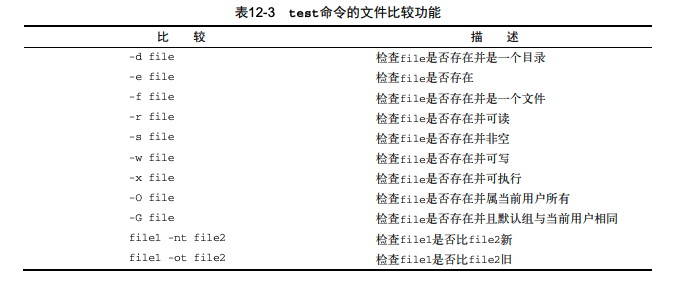 表12-3 test命令的文件比较功能
比 较 描 述
-d file 检查file是否存在并是一个目录
-e file 检查file是否存在
-f file 检查file是否存在并是一个文件
-r file 检查file是否存在并可读
-s file 检查file是否存在并非空
-w file 检查file是否存在并可写
-x file 检查file是否存在并可执行
-O file 检查file是否存在并属当前用户所有
-G file 检查file是否存在并且默认组与当前用户相同
file1 -nt file2 检查file1是否比file2新
file1 -ot file2 检查file1是否比file2旧